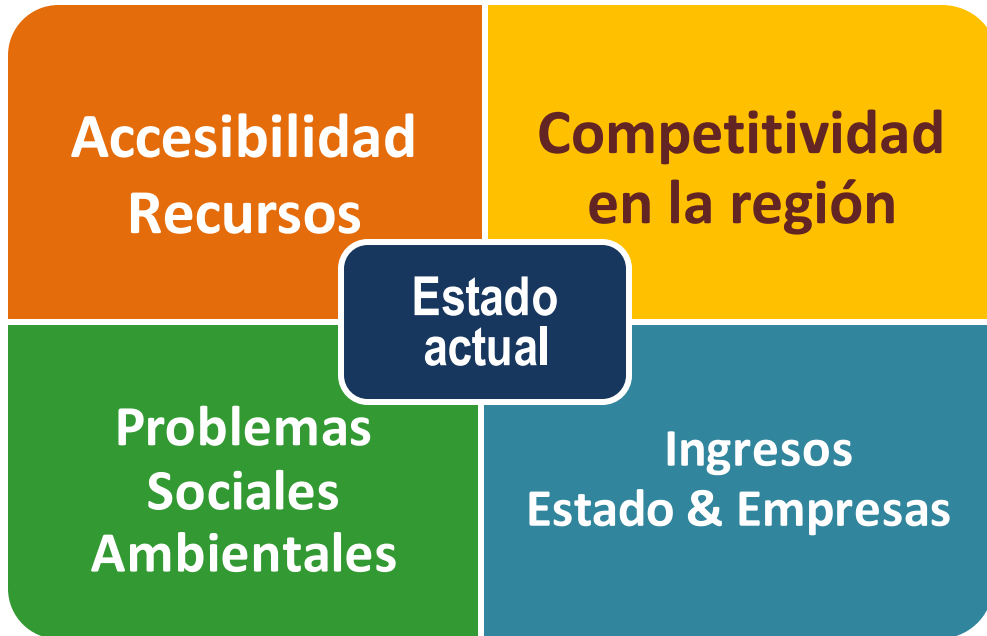 Accesibilidad
Recursos
Competitividad
en la región
Estado
actual
Problemas
Sociales
Ambientales
Ingresos
Estado & Empresas